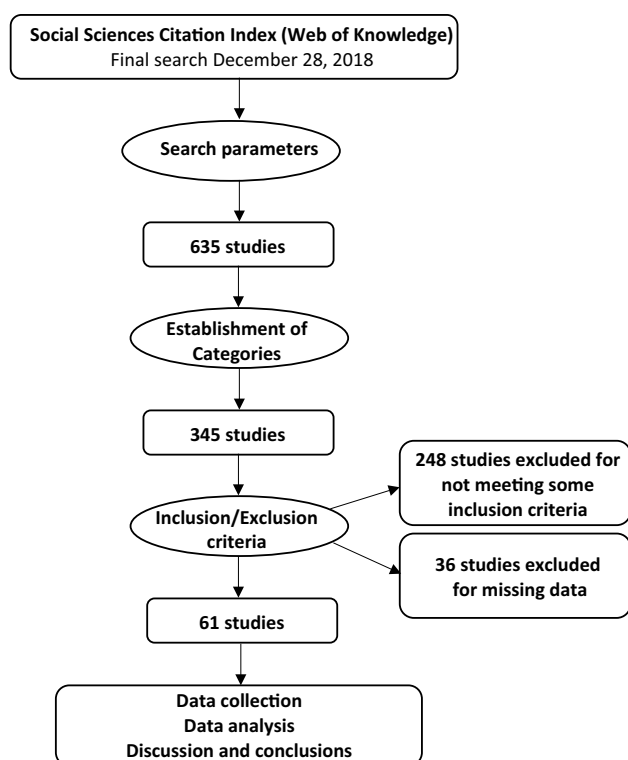 Social Sciences Citation Index (Web of Knowledge)
Final search December 28, 2018
Search parameters
635 studies
Establishment of
Categories
345 studies
248 studies excluded for
not meeting some
inclusion criteria
Inclusion/Exclusion
criteria
36 studies excluded
for missing data
61 studies
Data collection
Data analysis
Discussion and conclusions